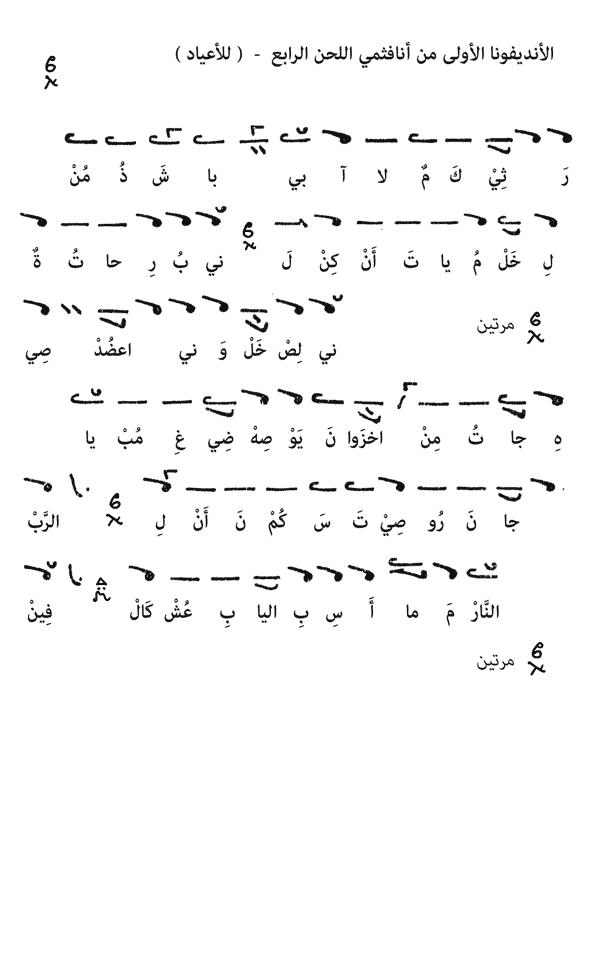 الأنديفونا الأولى من أنافثمي اللحن الرابع - ( للأعياد )
مُنْ ذُ شَ با بي آ لا مٌ كَ ثِيْ رَ
ةٌ تُ حا رِ بُ ني لَ كِنْ أَنْ تَ يا مُ خَلْ لِ
مرتين
صِي اعضُدْ ني وَ خَلْ لِصْ ني
يا مُبْ غِ ضِي صِهْ يَوْ نَ اخزَوا مِنْ تُ جا هِ
الرَّبْ لِ أَنْ نَ كُمْ سَ تَ صِيْ رُو نَ جا
فِينْ كَالْ عُشْ بِ اليا بِ سِ أَ ما مَ النَّارْ
مرتين